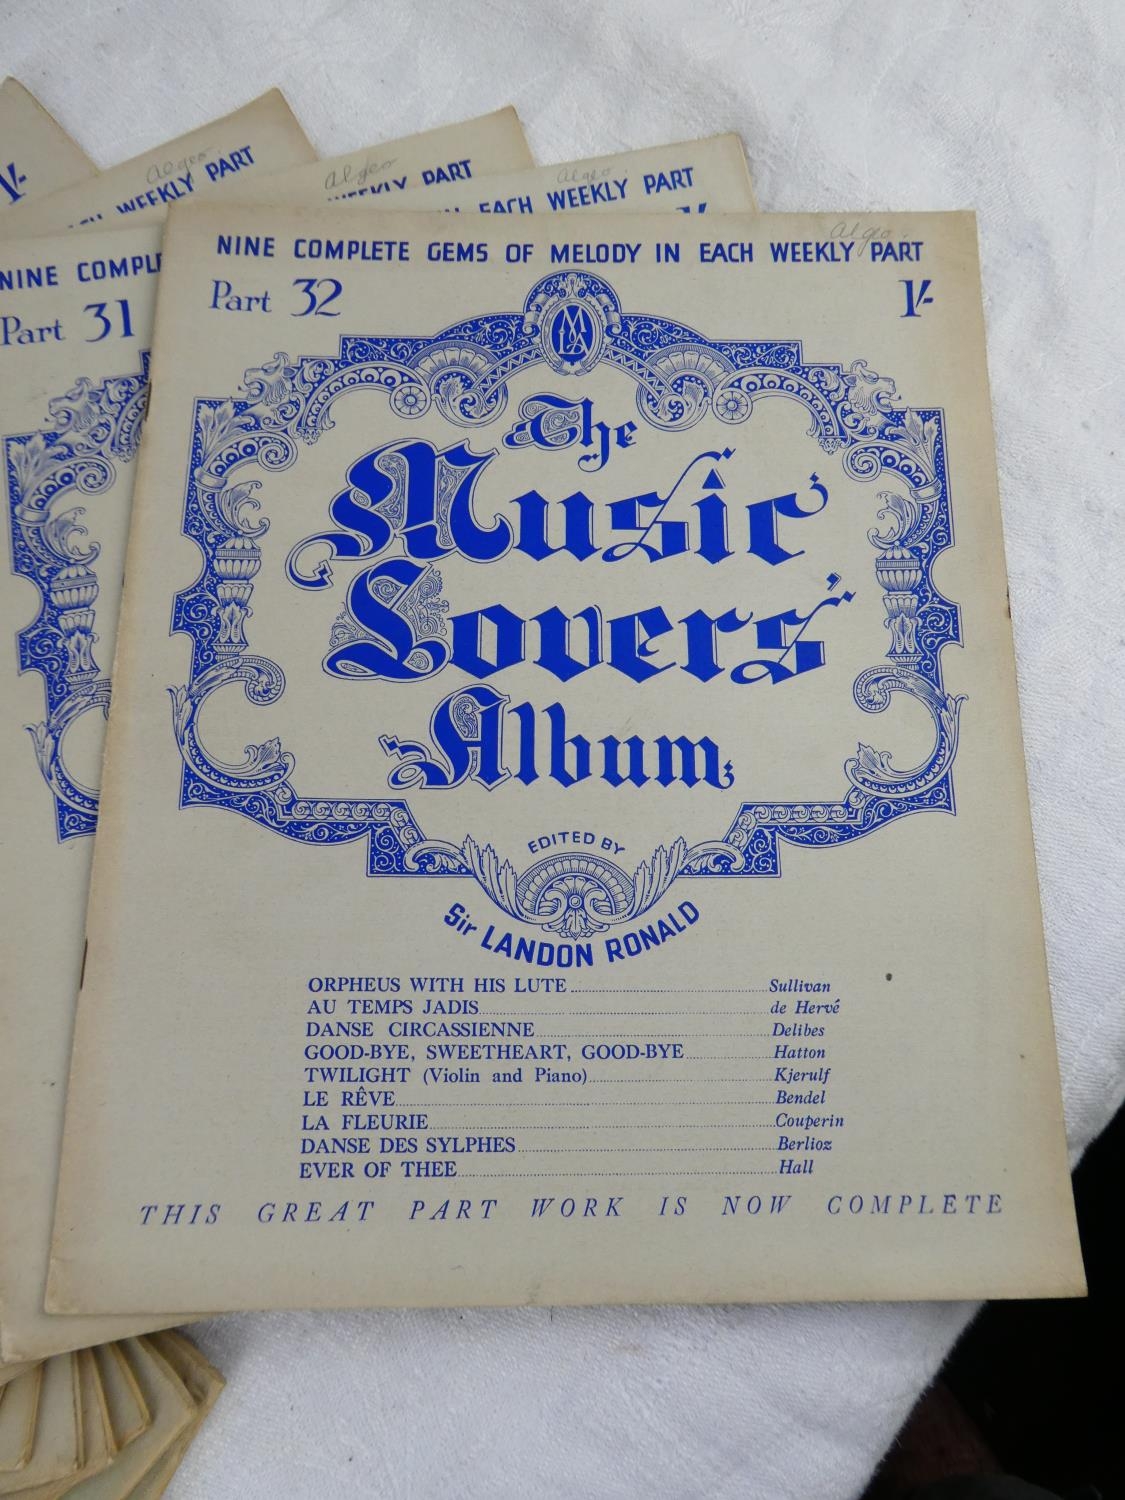 1/-
Algeo.
WEEKLY PART
Algeo
WEEKLY PART
Algeo.
EACH WEEKLY PART
NINE COMPLE
Part 31
Algeo.
NINE COMPLETE GEMS OF MELODY IN EACH WEEKLY PART
Part 32 1/-
MLA
The
Music
Lovers'
Album
EDITED BY
Sir LANDON RONALD
ORPHEUS WITH HIS LUTE Sullivan
AU TEMPS JADIS de Hervé
DANSE CIRCASSIENNE Delibes
GOOD-BYE, SWEETHEART, GOOD-BYE Hatton
TWILIGHT (Violin and Piano) Kjerulf
LE RÊVE Bendel
LA FLEURIE Couperin
DANSE DES SYLPHES Berlioz
EVER OF THEE Hall
THIS GREAT PART WORK IS NOW COMPLETE